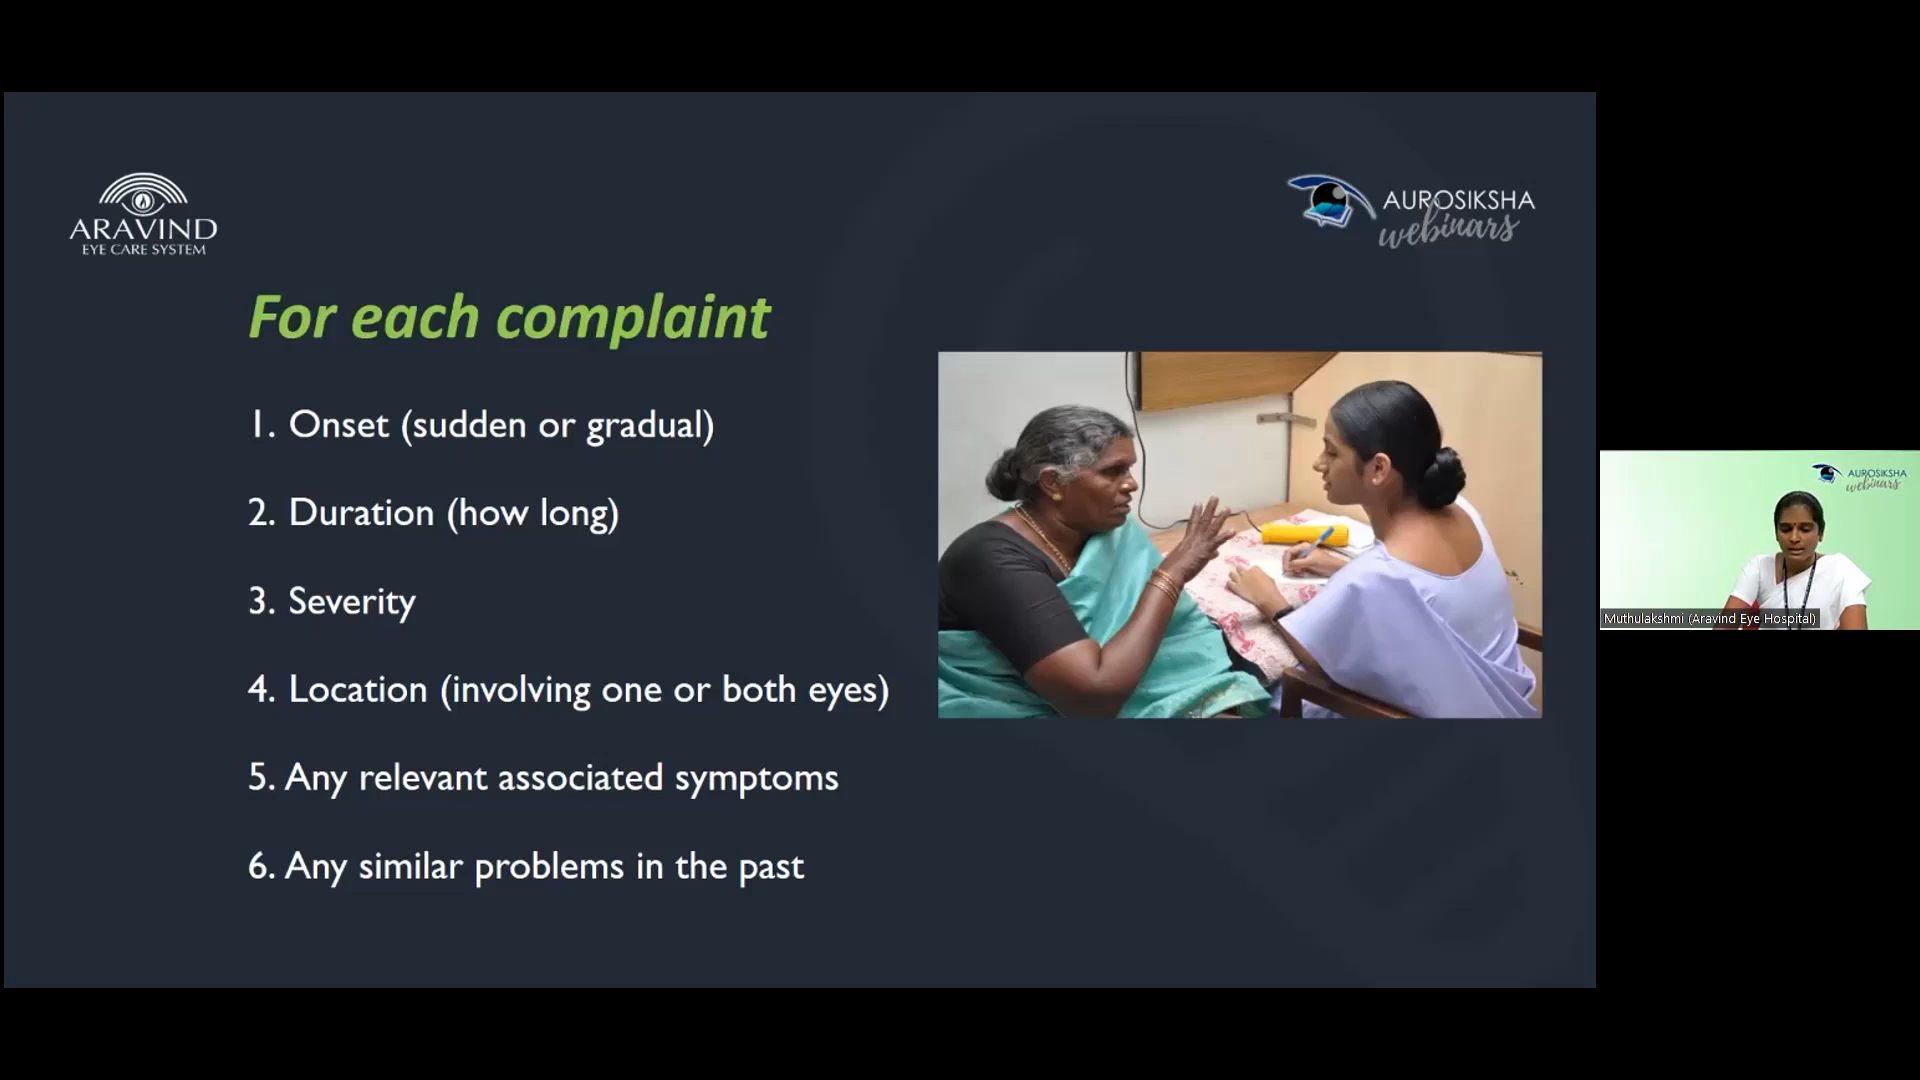 ARAVIND
EYE CARE SYSTEM
AUROSIKSHA
webinars
For each complaint
1. Onset (sudden or gradual)
2. Duration (how long)
3. Severity
4. Location (involving one or both eyes)
5. Any relevant associated symptoms
6. Any similar problems in the past
AUROSIKSHA
webinars
Muthulakshmi (Aravind Eye Hospital)